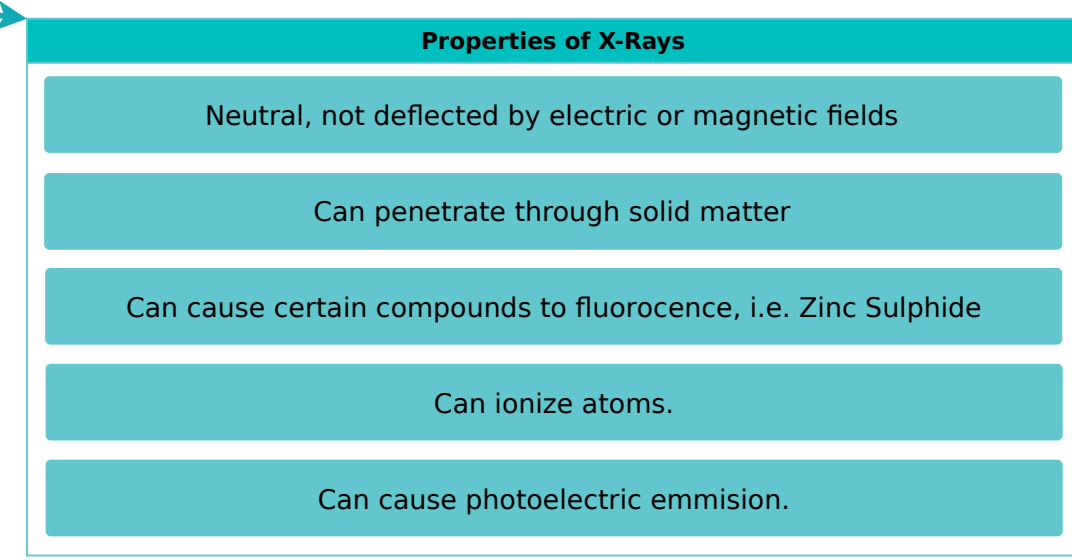 Properties of X-Rays
Neutral, not deflected by electric or magnetic fields
Can penetrate through solid matter
Can cause certain compounds to fluorocence, i.e. Zinc Sulphide
Can ionize atoms.
Can cause photoelectric emmision.